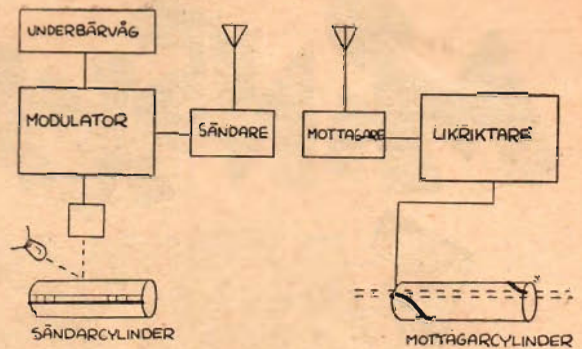 UNDERBÄRVÅG
MODULATOR
SÄNDARE
MOTTAGARE
LIKRIKTARE
SÄNDARCYLINDER
MOTTAGARCYLINDER